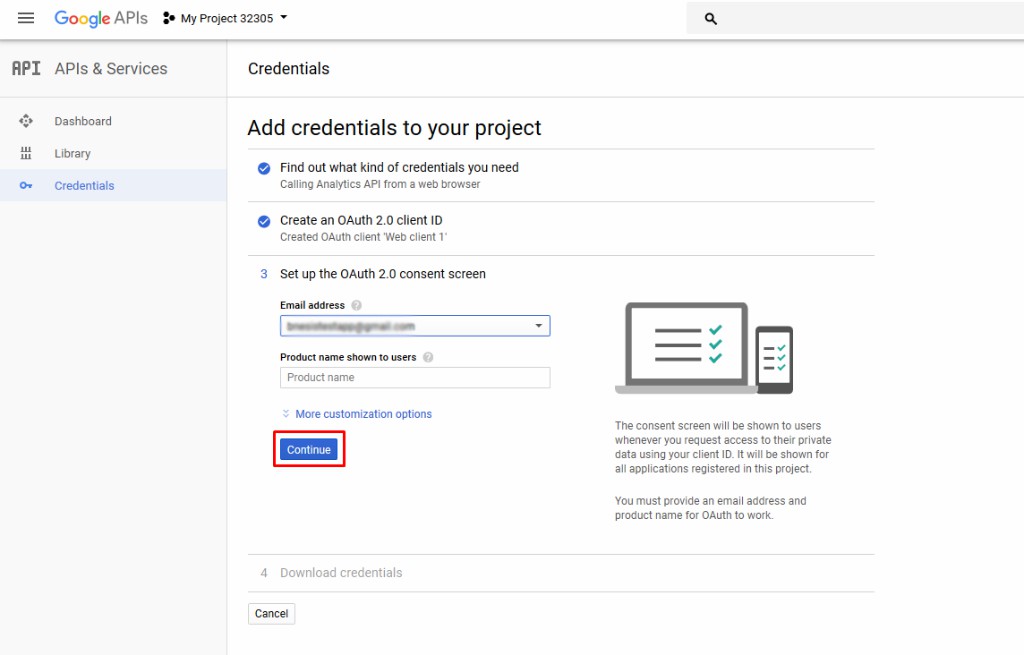 Google APIs My Project 32305
API APIs & Services
Credentials
Dashboard
Library
Credentials
Add credentials to your project
Find out what kind of credentials you need
Calling Analytics API from a web browser
Create an OAuth 2.0 client ID
Created OAuth client 'Web client 1'
3 Set up the OAuth 2.0 consent screen
Email address ?
Product name shown to users ?
Product name
More customization options
Continue
The consent screen will be shown to users
whenever you request access to their private
data using your client ID. It will be shown for
all applications registered in this project.
You must provide an email address and
product name for OAuth to work.
4 Download credentials
Cancel